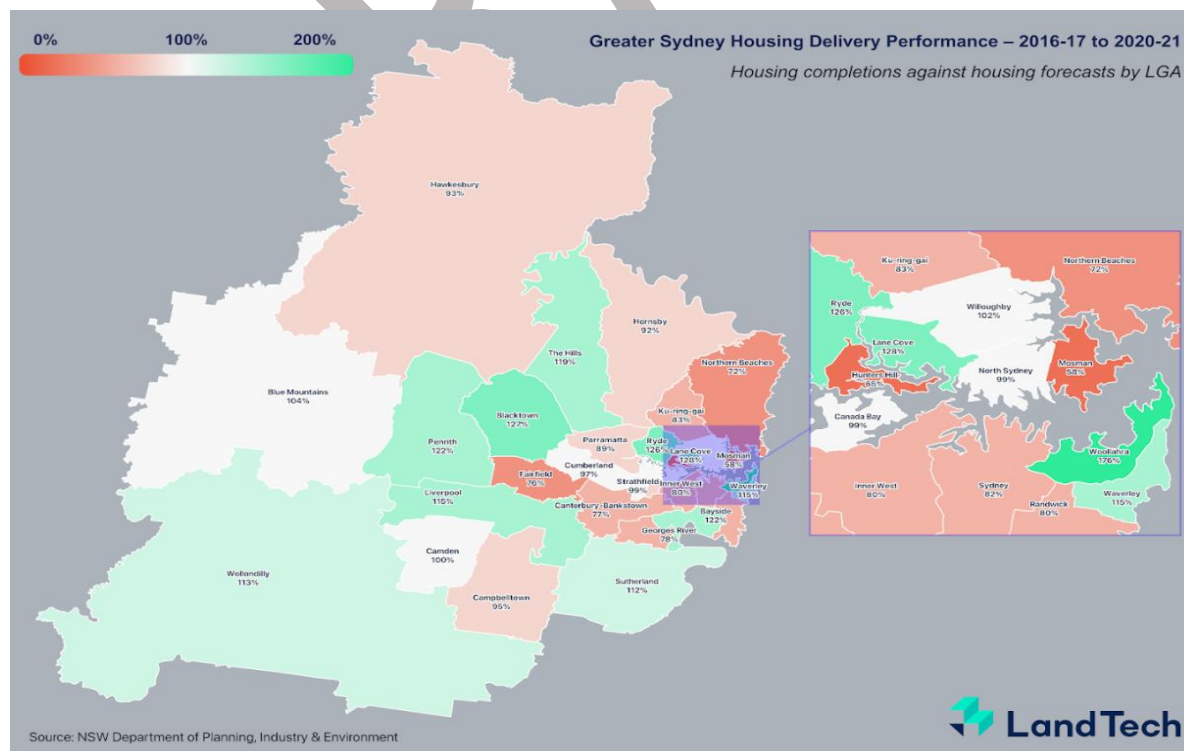 0% 100% 200%
Greater Sydney Housing Delivery Performance – 2016-17 to 2020-21
Housing completions against housing forecasts by LGA
Hawkesbury
93%
Hornsby
92%
The Hills
119%
Northern Beaches
72%
Blue Mountains
104%
Ku-ring-gai
83%
Blacktown
127%
Penrith
122%
Parramatta
89%
Ryde
126%
Lane Cove
128%
Mosman
58%
Cumberland
97%
Fairfield
76%
Strathfield
99%
Inner West
80%
Waverley
115%
Liverpool
115%
Canterbury-Bankstown
77%
Bayside
122%
Georges River
78%
Camden
100%
Wollondilly
113%
Sutherland
112%
Campbelltown
95%
Ku-ring-gai
83%
Northern Beaches
72%
Ryde
126%
Willoughby
102%
Lane Cove
128%
Mosman
58%
Hunters Hill
65%
North Sydney
99%
Canada Bay
99%
Woollahra
176%
Inner West
80%
Sydney
82%
Randwick
80%
Waverley
115%
Source: NSW Department of Planning, Industry & Environment
LandTech